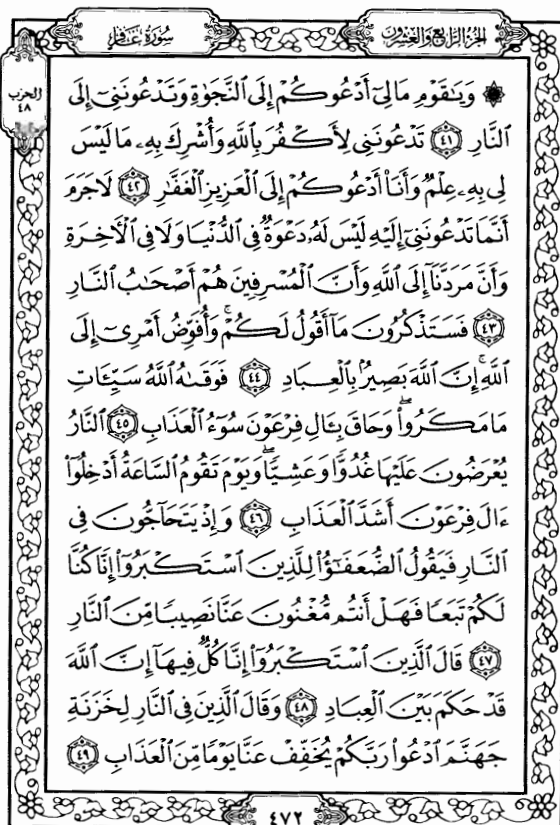 الجزء الرابع والعشرون
سورة غافر
الحزب
٤٨
۞ وَيَٰقَوْمِ مَا لِيٓ أَدْعُوكُمْ إِلَى ٱلنَّجَوٰةِ وَتَدْعُونَنِيٓ إِلَى
ٱلنَّارِ ٤١ تَدْعُونَنِي لِأَكْفُرَ بِٱللَّهِ وَأُشْرِكَ بِهِۦ مَا لَيْسَ
لِي بِهِۦ عِلْمٌ وَأَنَا۠ أَدْعُوكُمْ إِلَى ٱلْعَزِيزِ ٱلْغَفَّٰرِ ٤٢ لَا جَرَمَ
أَنَّمَا تَدْعُونَنِيٓ إِلَيْهِ لَيْسَ لَهُۥ دَعْوَةٌ فِي ٱلدُّنْيَا وَلَا فِي ٱلْأٓخِرَةِ
وَأَنَّ مَرَدَّنَآ إِلَى ٱللَّهِ وَأَنَّ ٱلْمُسْرِفِينَ هُمْ أَصْحَٰبُ ٱلنَّارِ
٤٣ فَسَتَذْكُرُونَ مَآ أَقُولُ لَكُمْۚ وَأُفَوِّضُ أَمْرِيٓ إِلَى
ٱللَّهِۚ إِنَّ ٱللَّهَ بَصِيرٌۢ بِٱلْعِبَادِ ٤٤ فَوَقَىٰهُ ٱللَّهُ سَيِّـَٔاتِ
مَا مَكَرُوا۟ۖ وَحَاقَ بِـَٔالِ فِرْعَوْنَ سُوٓءُ ٱلْعَذَابِ ٤٥ ٱلنَّارُ
يُعْرَضُونَ عَلَيْهَا غُدُوًّا وَعَشِيًّاۖ وَيَوْمَ تَقُومُ ٱلسَّاعَةُ أَدْخِلُوٓا۟
ءَالَ فِرْعَوْنَ أَشَدَّ ٱلْعَذَابِ ٤٦ وَإِذْ يَتَحَآجُّونَ فِي
ٱلنَّارِ فَيَقُولُ ٱلضُّعَفَٰٓؤُا۟ لِلَّذِينَ ٱسْتَكْبَرُوٓا۟ إِنَّا كُنَّا
لَكُمْ تَبَعًا فَهَلْ أَنتُم مُّغْنُونَ عَنَّا نَصِيبًا مِّنَ ٱلنَّارِ
٤٧ قَالَ ٱلَّذِينَ ٱسْتَكْبَرُوٓا۟ إِنَّا كُلٌّ فِيهَآ إِنَّ ٱللَّهَ
قَدْ حَكَمَ بَيْنَ ٱلْعِبَادِ ٤٨ وَقَالَ ٱلَّذِينَ فِي ٱلنَّارِ لِخَزَنَةِ
جَهَنَّمَ ٱدْعُوا۟ رَبَّكُمْ يُخَفِّفْ عَنَّا يَوْمًا مِّنَ ٱلْعَذَابِ ٤٩
٤٧٢